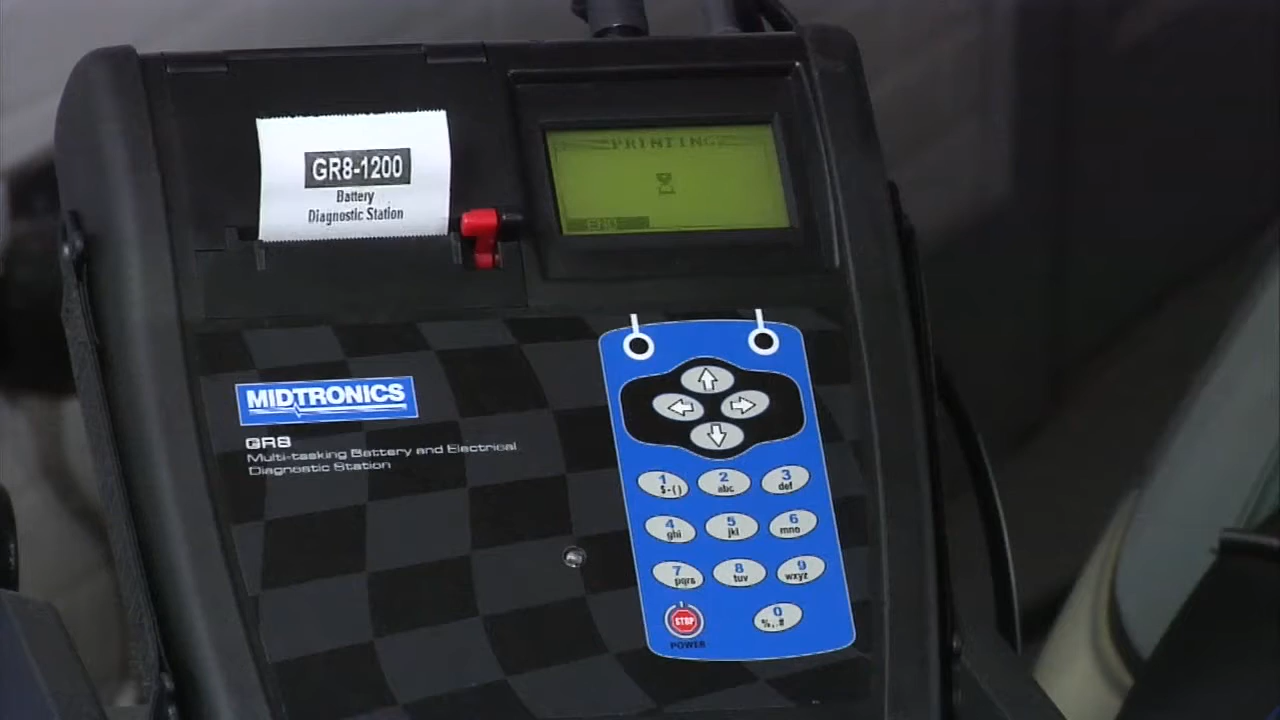 GR8-1200
Battery
Diagnostic Station
PRINTING
END
MIDTRONICS
GR8
Multi-tasking Battery and Electrical
Diagnostic Station
1 2 3
$-() abc def
4 5 6
ghi jkl mno
7 8 9
pqrs tuv wxyz
STOP 0
%,.#
POWER